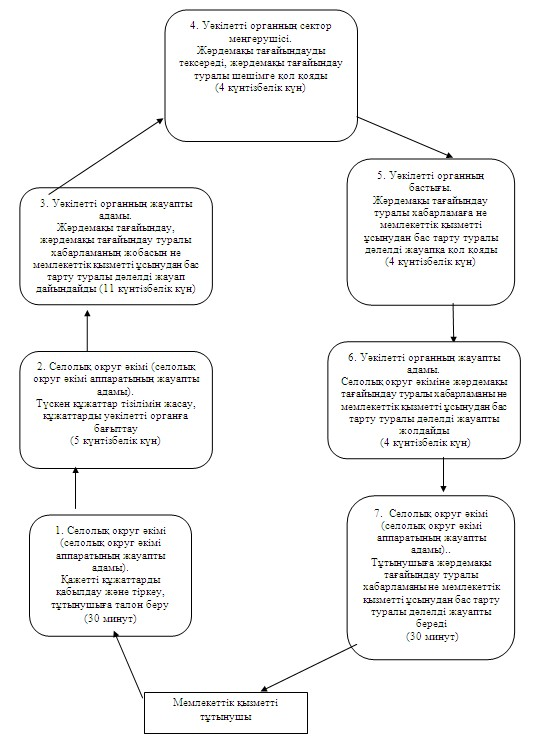 4. Уәкілетті органның сектор
меңгерушісі.
Жәрдемақы тағайындауды
тексереді, жәрдемақы тағайындау
туралы шешімге қол қояды
(4 күнтізбелік күн)
5. Уәкілетті органның
бастығы.
Жәрдемақы тағайындау
туралы хабарламаға не
мемлекеттік қызметті
ұсынудан бас тарту туралы
дәлелді жауапқа қол қояды
(4 күнтізбелік күн)
3. Уәкілетті органның жауапты
адамы.
Жәрдемақы тағайындау,
жәрдемақы тағайындау туралы
хабарламаның жобасын не
мемлекеттік қызметті ұсынудан бас
тарту туралы дәлелді жауап
дайындайды (11 күнтізбелік күн)
6. Уәкілетті органның жауапты
адамы.
Селолық округ әкіміне жәрдемақы
тағайындау туралы хабарламаны не
мемлекеттік қызметті ұсынудан бас
тарту туралы дәлелді жауапты
жолдайды
(4 күнтізбелік күн)
2. Селолық округ әкімі (селолық
округ әкімі аппаратының жауапты
адамы).
Түскен құжаттар тізілімін жасау,
құжаттарды уәкілетті органға
бағыттау
(5 күнтізбелік күн)
7. Селолық округ әкімі
(селолық округ әкімі
аппаратының жауапты
адамы)..
Тұтынушыға жәрдемақы
тағайындау туралы
хабарламаны не мемлекеттік
қызметті ұсынудан бас тарту
туралы дәлелді жауапты
береді
(30 минут)
1. Селолық округ әкімі
(селолық округ әкімі
аппаратының жауапты
адамы).
Қажетті құжаттарды
қабылдау және тіркеу,
тұтынушыға талон беру
(30 минут)
Мемлекеттік қызметті
тұтынушы